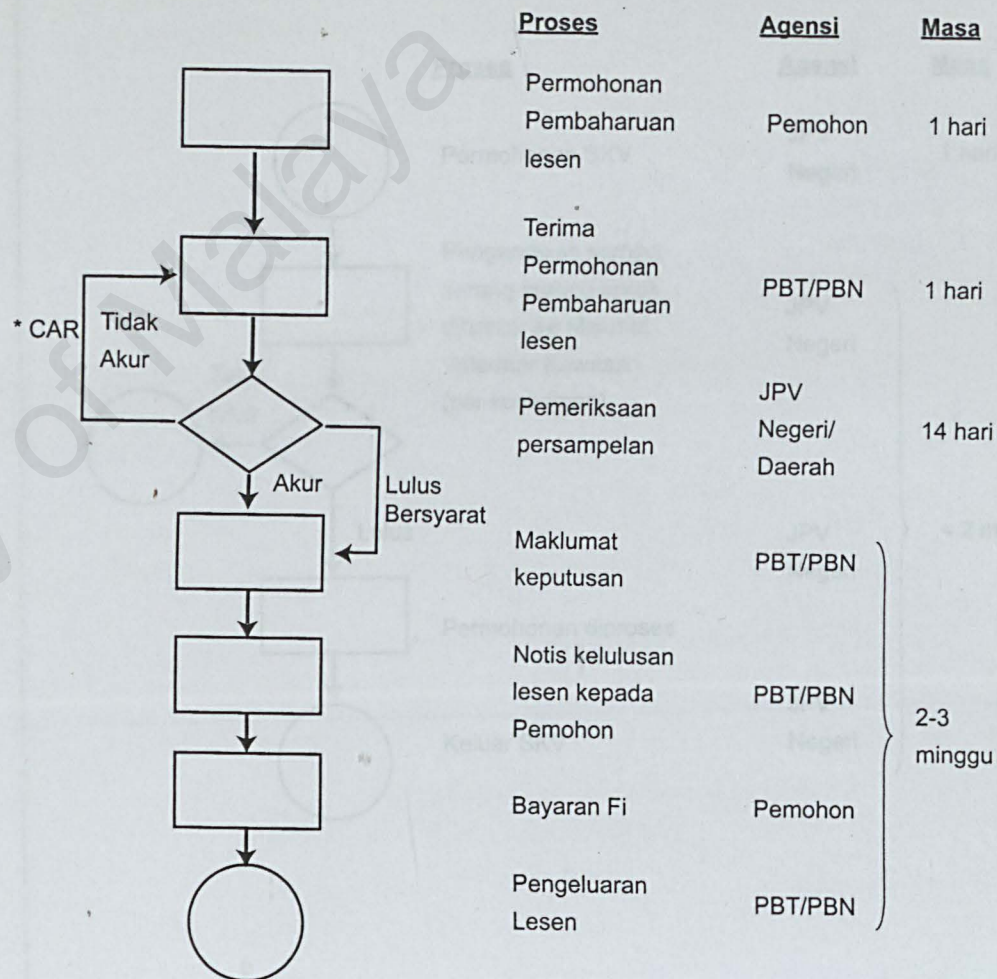 Proses Agensi Masa
Permohonan
Pembaharuan
lesen
Pemohon
1 hari
Terima
Permohonan
Pembaharuan
lesen
PBT/PBN
1 hari
* CAR
Tidak
Akur
Pemeriksaan
persampelan
JPV
Negeri/
Daerah
14 hari
Akur
Lulus
Bersyarat
Maklumat
keputusan
PBT/PBN
Notis kelulusan
lesen kepada
Pemohon
PBT/PBN
2-3
minggu
Bayaran Fi
Pemohon
Pengeluaran
Lesen
PBT/PBN
of Malaya